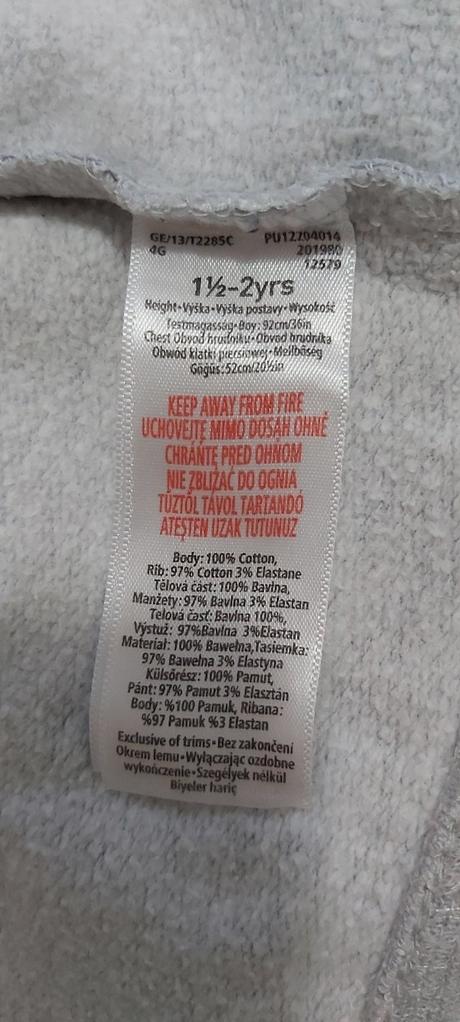 GE/13/T2285C PU12204014
4G 201980
12579
1½-2yrs
Height•Výška•Výška postavy•Wysokość
Testmagasság•Boy: 92cm/36in
Chest Obvod hrudníku•Obvod hrudníka
Obwód klatki piersiowej•Mellbőség
Göğüs:52cm/20½in
KEEP AWAY FROM FIRE
UCHOVEJTE MIMO DOSAH OHNĚ
CHRÁŇTE PRED OHŇOM
NIE ZBLIŻAĆ DO OGNIA
TŰZTŐL TÁVOL TARTANDÓ
ATEŞTEN UZAK TUTUNUZ
Body: 100% Cotton,
Rib: 97% Cotton 3% Elastane
Tělová část: 100% Bavlna,
Manžety: 97% Bavlna 3% Elastan
Telová časť: Bavlna 100%,
Výstuž: 97%Bavlna 3%Elastan
Materiał: 100% Bawełna,Tasiemka:
97% Bawełna 3% Elastyna
Külsőrész: 100% Pamut,
Pánt: 97% Pamut 3% Elasztán
Body: %100 Pamuk, Ribana:
%97 Pamuk %3 Elastan
Exclusive of trims•Bez zakončení
Okrem lemu•Wyłączając ozdobne
wykończenie•Szegélyek nélkül
Biyeler hariç